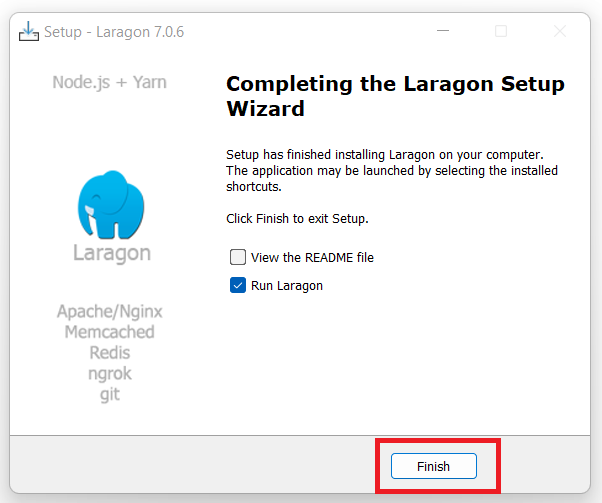 Setup - Laragon 7.0.6
Node.js + Yarn
Laragon
Apache/Nginx
Memcached
Redis
ngrok
git
Completing the Laragon Setup
Wizard
Setup has finished installing Laragon on your computer.
The application may be launched by selecting the installed
shortcuts.
Click Finish to exit Setup.
View the README file
Run Laragon
Finish